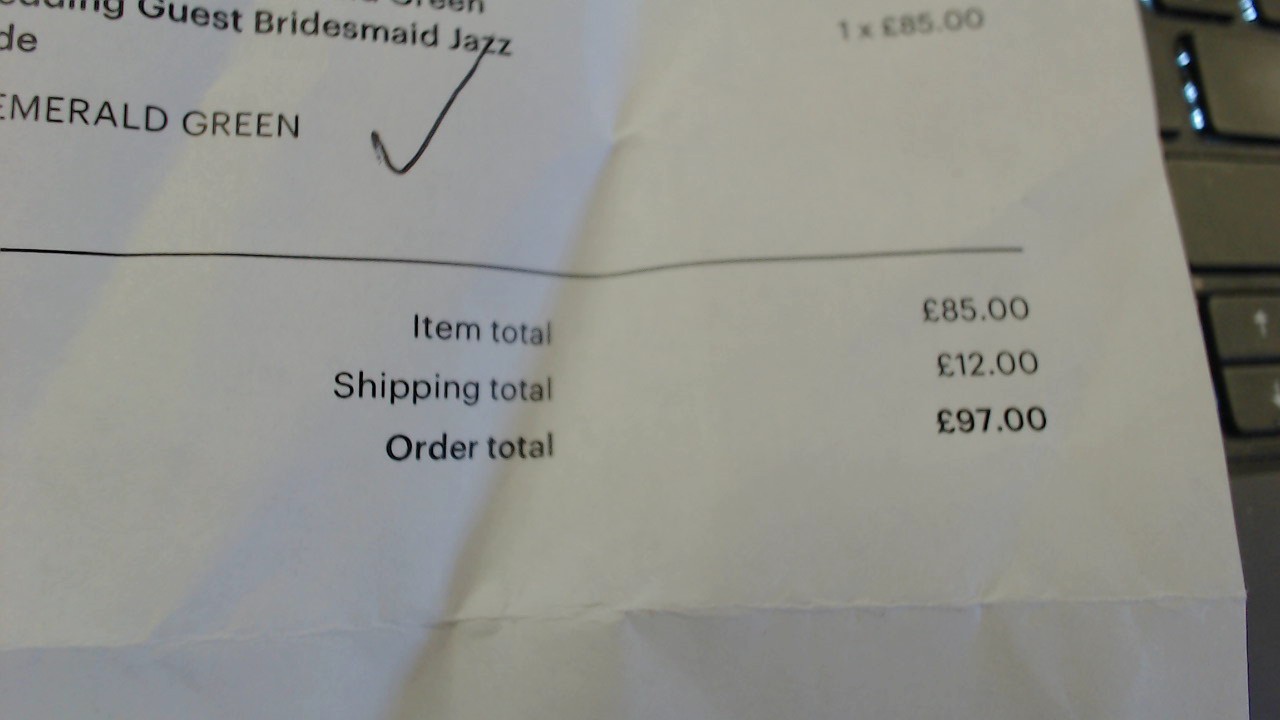 Green
Guest Bridesmaid Jazz
1 x £85.00
de
EMERALD GREEN
Item total £85.00
Shipping total £12.00
Order total £97.00